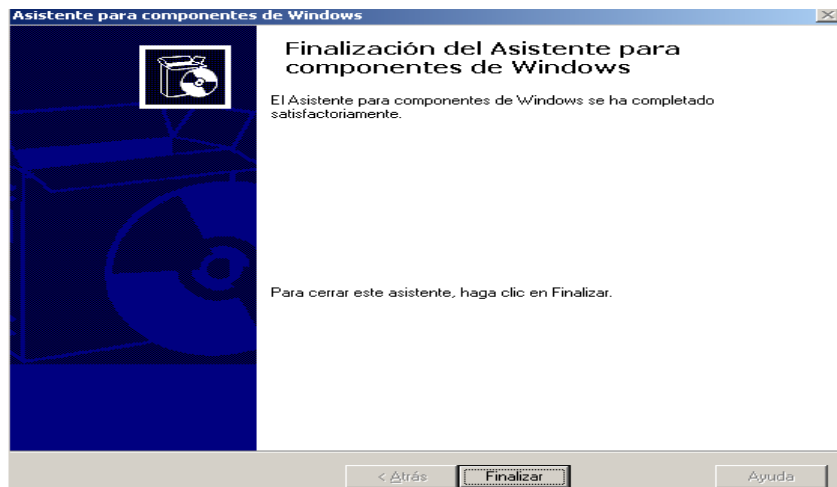 Asistente para componentes de Windows
Finalización del Asistente para
componentes de Windows
El Asistente para componentes de Windows se ha completado
satisfactoriamente.
Para cerrar este asistente, haga clic en Finalizar.
< Atrás Finalizar Ayuda